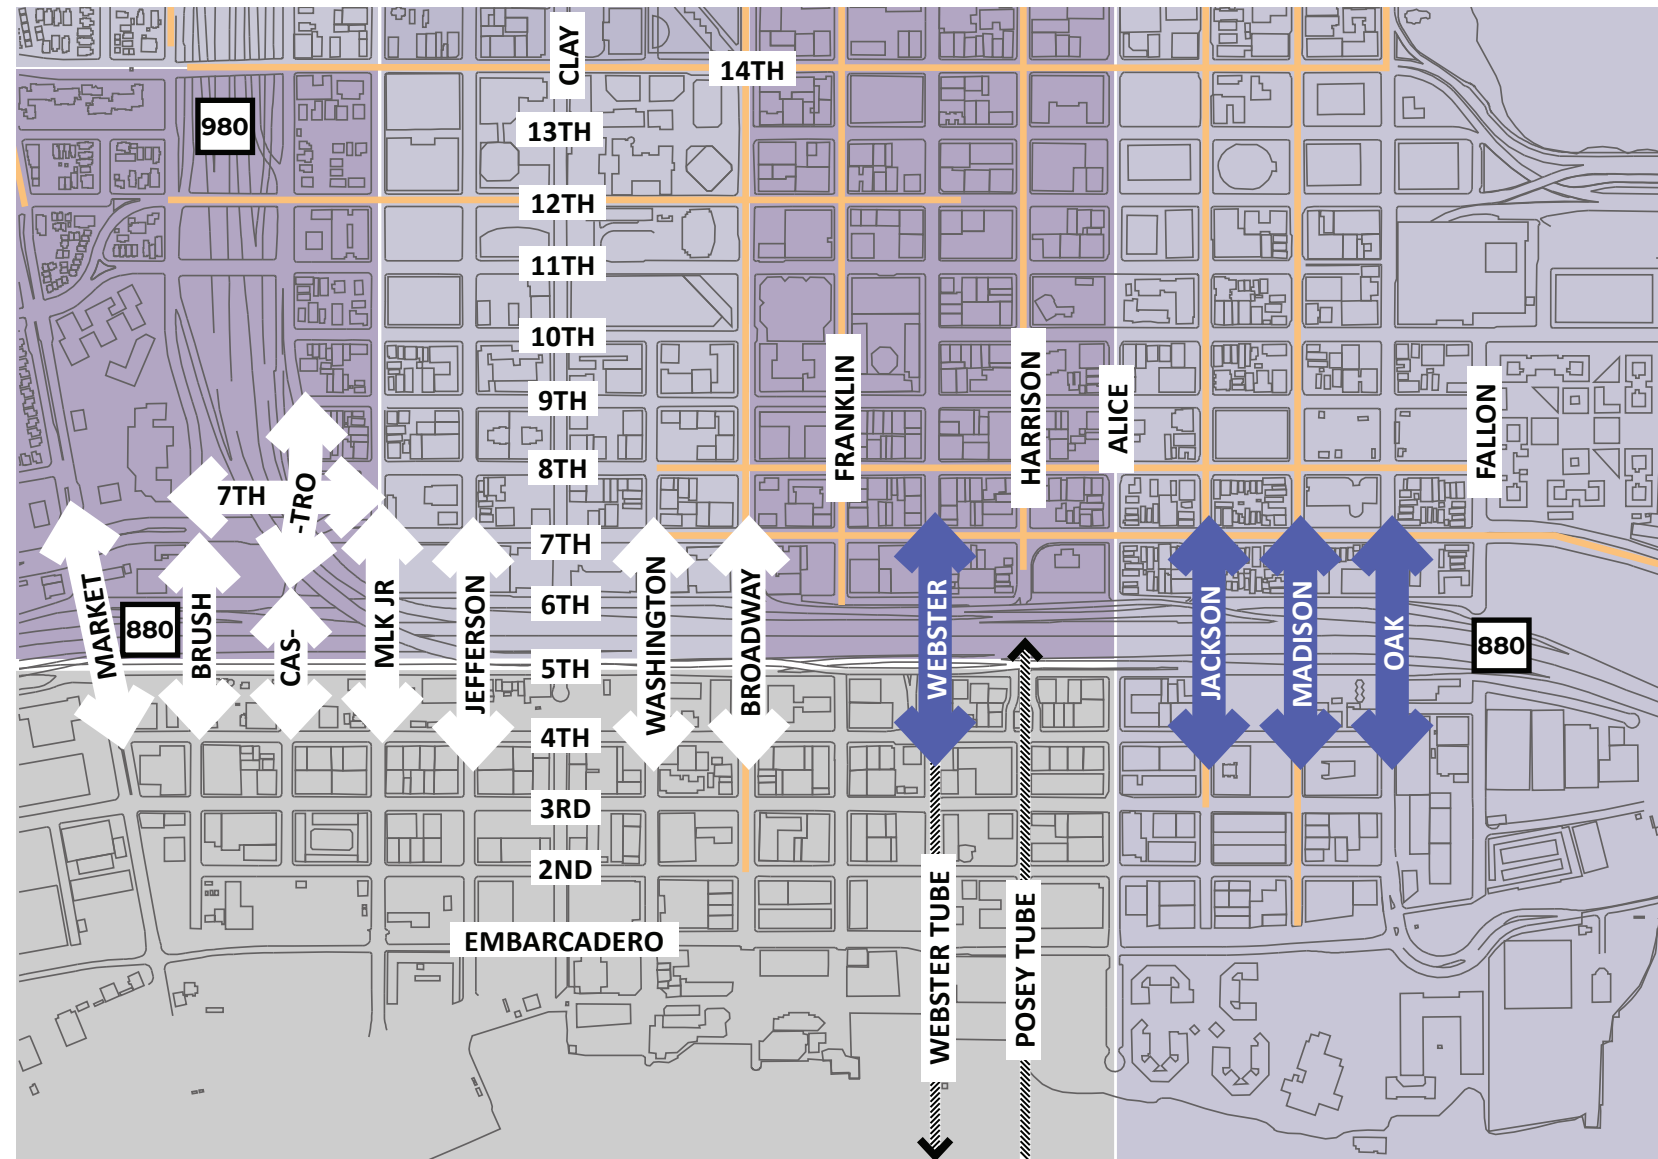 CLAY
14TH
980
13TH
12TH
11TH
10TH
9TH
8TH
7TH
6TH
5TH
4TH
3RD
2ND
EMBARCADERO
FRANKLIN
HARRISON
ALICE
FALLON
7TH
-TRO
CAS-
MARKET
880
BRUSH
MLK JR
JEFFERSON
WASHINGTON
BROADWAY
WEBSTER
JACKSON
MADISON
OAK
880
WEBSTER TUBE
POSEY TUBE